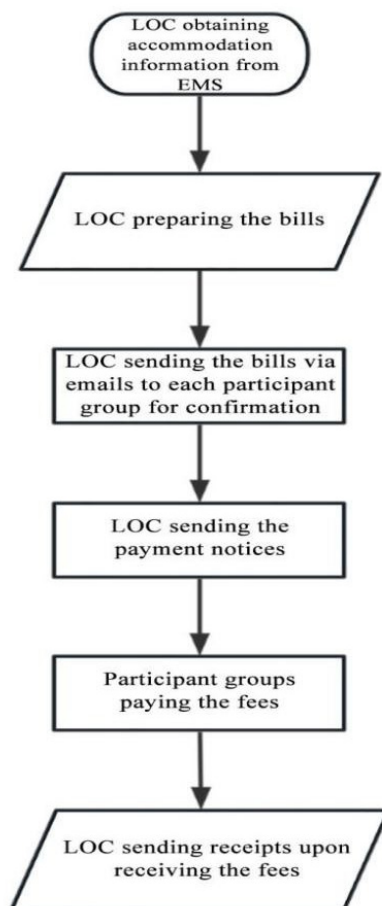 LOC obtaining
accommodation
information from
EMS
LOC preparing the bills
LOC sending the bills via
emails to each participant
group for confirmation
LOC sending the
payment notices
Participant groups
paying the fees
LOC sending receipts upon
receiving the fees